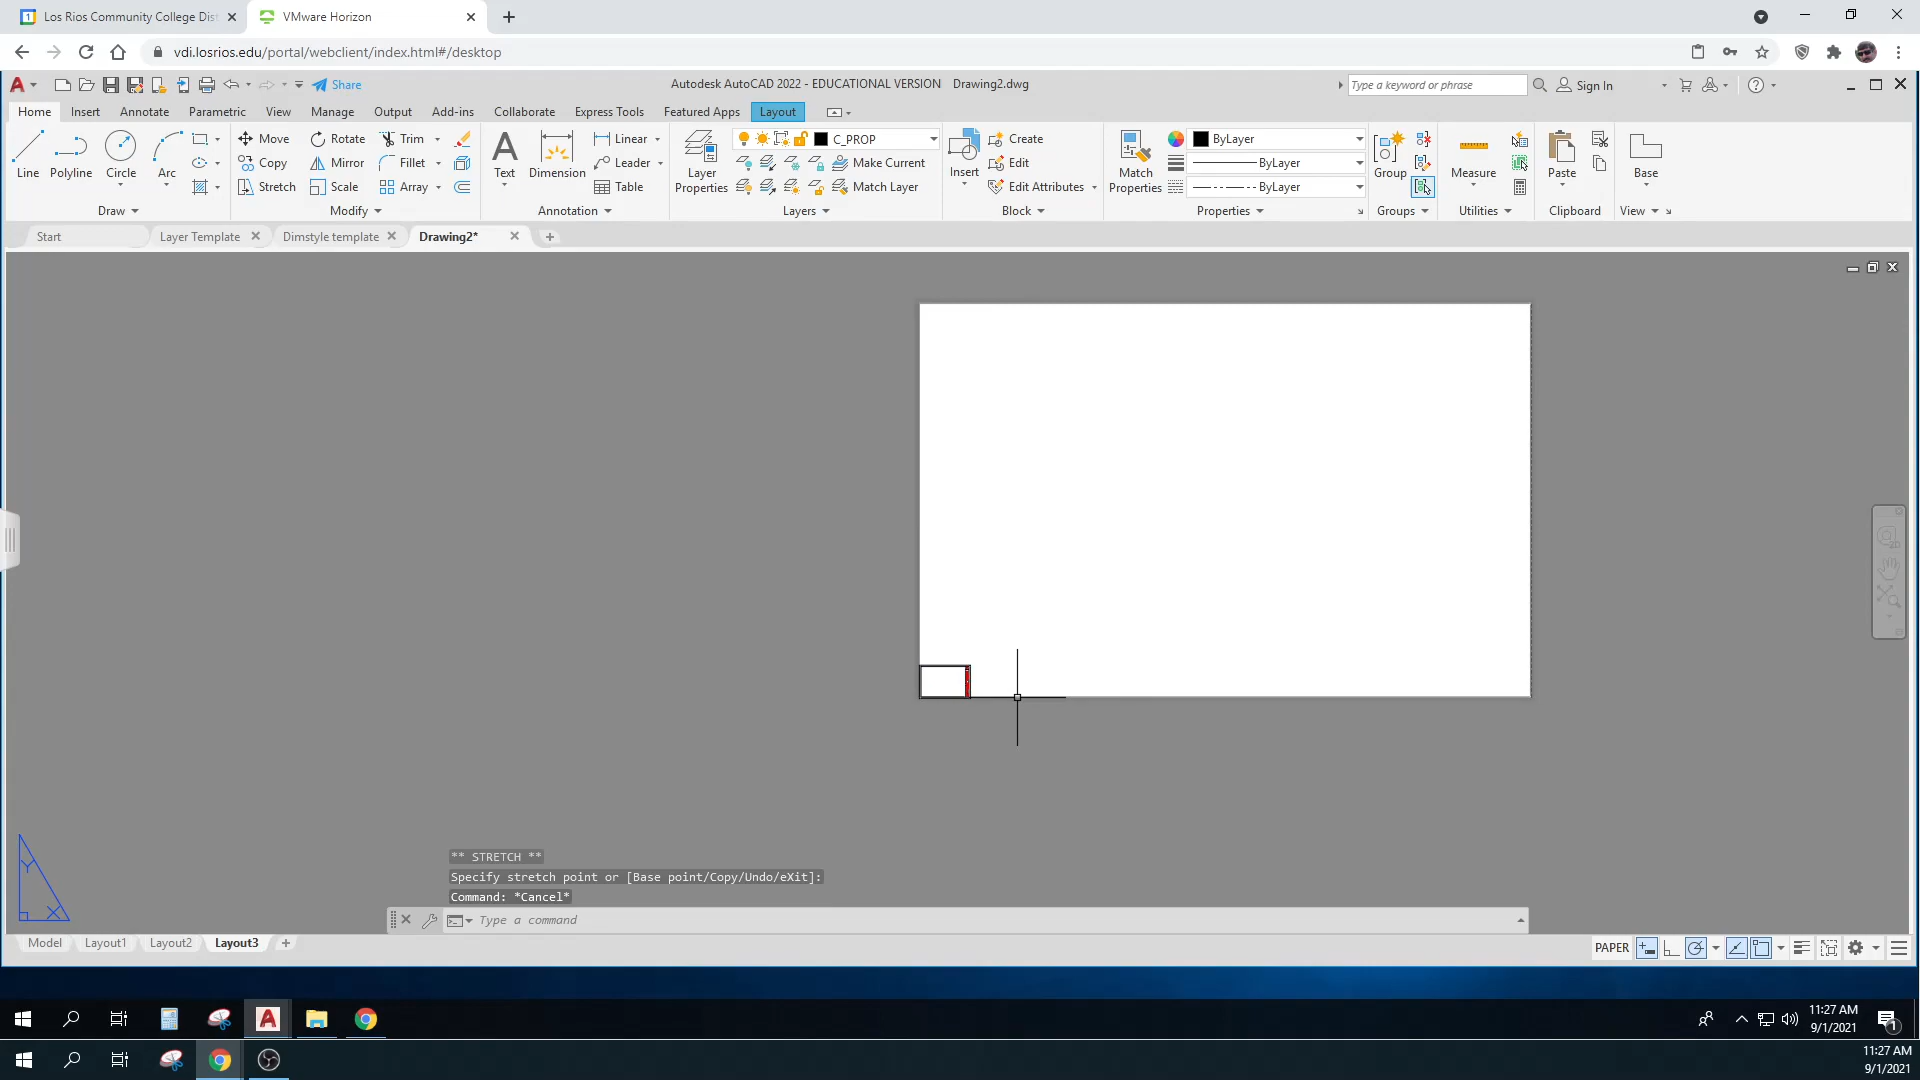 Los Rios Community College Dist
VMware Horizon
vdi.losrios.edu/portal/webclient/index.html#/desktop
Share
Autodesk AutoCAD 2022 - EDUCATIONAL VERSION Drawing2.dwg
Type a keyword or phrase
Sign In
Home Insert Annotate Parametric View Manage Output Add-ins Collaborate Express Tools Featured Apps Layout
Line Polyline Circle Arc
Draw
Move Rotate Trim
Copy Mirror Fillet
Stretch Scale Array
Modify
Text Dimension
Linear
Leader
Table
Annotation
Layer
Properties
C_PROP
Make Current
Match Layer
Layers
Insert
Create
Edit
Edit Attributes
Block
Match
Properties
ByLayer
ByLayer
ByLayer
Properties
Group
Groups
Measure
Utilities
Paste
Clipboard
Base
View
Start Layer Template Dimstyle template Drawing2*
Y
X
** STRETCH **
Specify stretch point or [Base point/Copy/Undo/eXit]:
Command: *Cancel*
Type a command
Model Layout1 Layout2 Layout3
PAPER
11:27 AM
9/1/2021
1
11:27 AM
9/1/2021